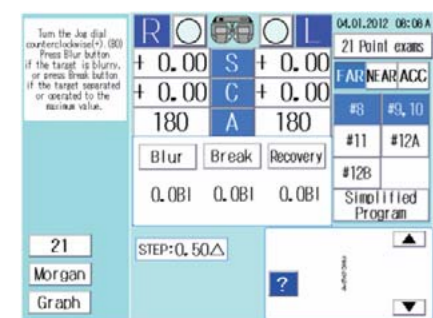 Turn the Jog dial
counterclockwise(+).(BO)
Press Blur button
if the target is blurry,
or press Break button
if the target separated
or operated to the
maximum value.
21
Morgan
Graph
R
L
+ 0.00 S + 0.00
+ 0.00 C + 0.00
180 A 180
Blur Break Recovery
0.0BI 0.0BI 0.0BI
STEP:0.50△
04.01.2012 08:08A
21 Point exams
FAR NEAR ACC
#8 #9,10
#11 #12A
#12B
Simplified
Program
?
▲
▼